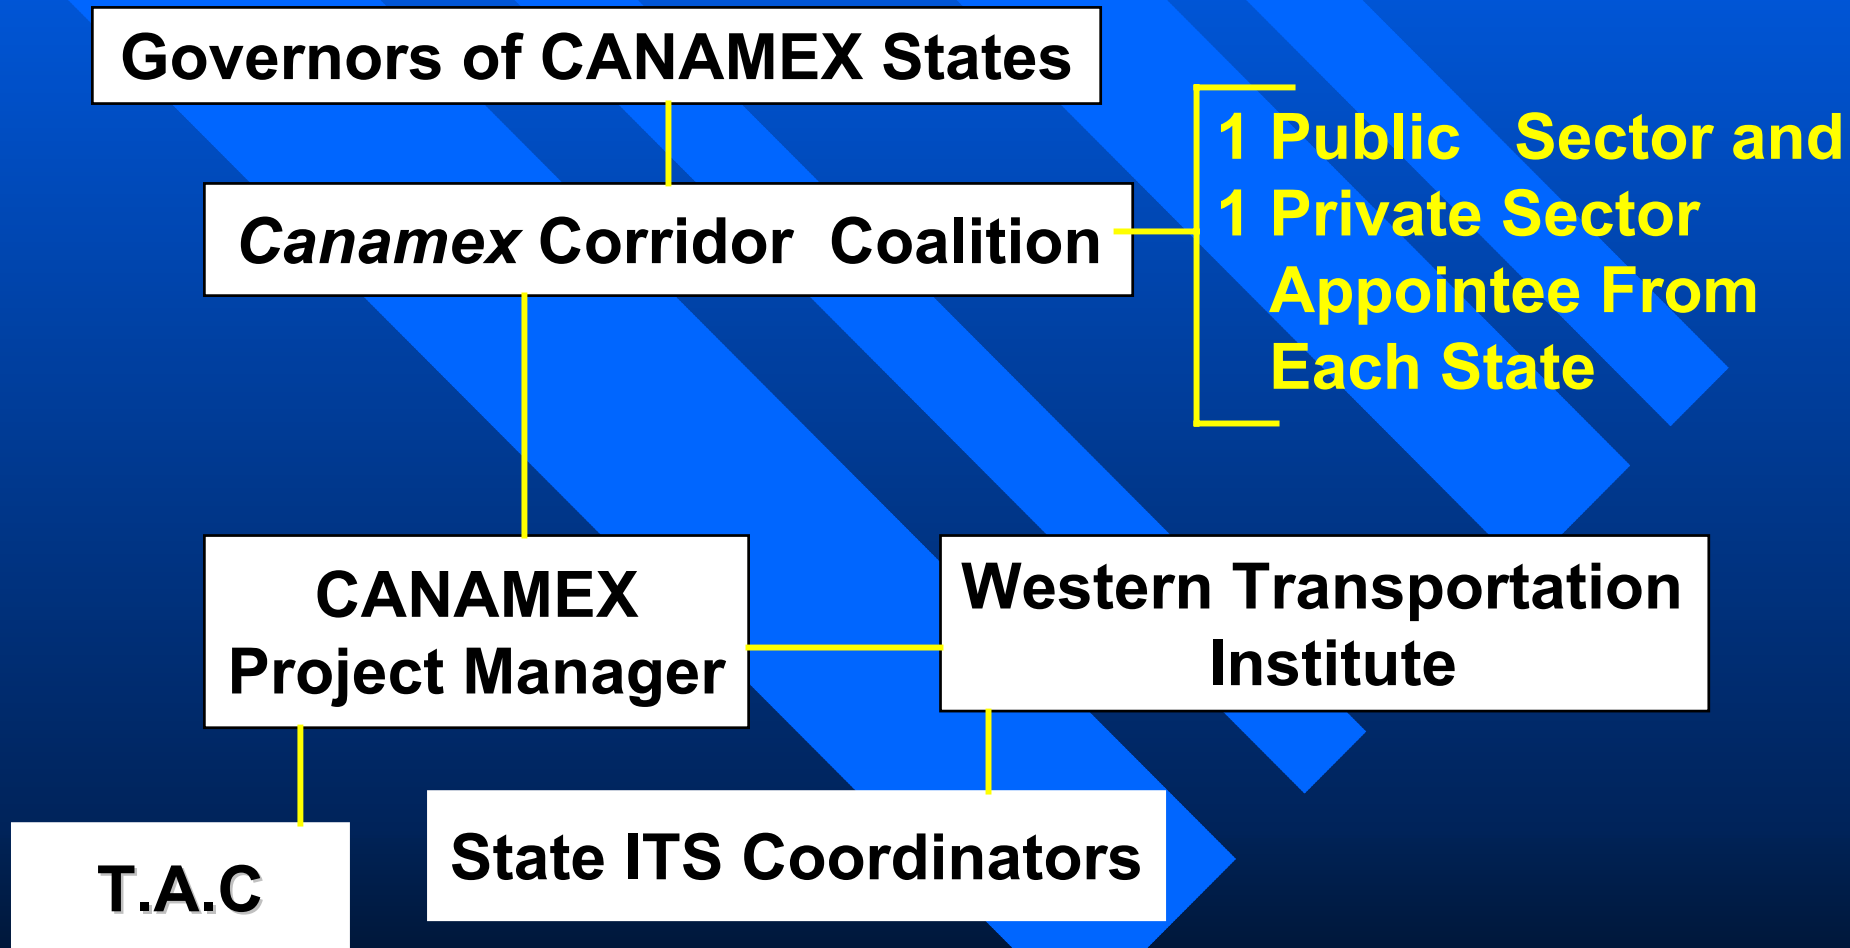 Governors of CANAMEX States
1 Public Sector and
1 Private Sector
Appointee From
Each State
Canamex Corridor Coalition
CANAMEX
Project Manager
Western Transportation
Institute
State ITS Coordinators
T.A.C